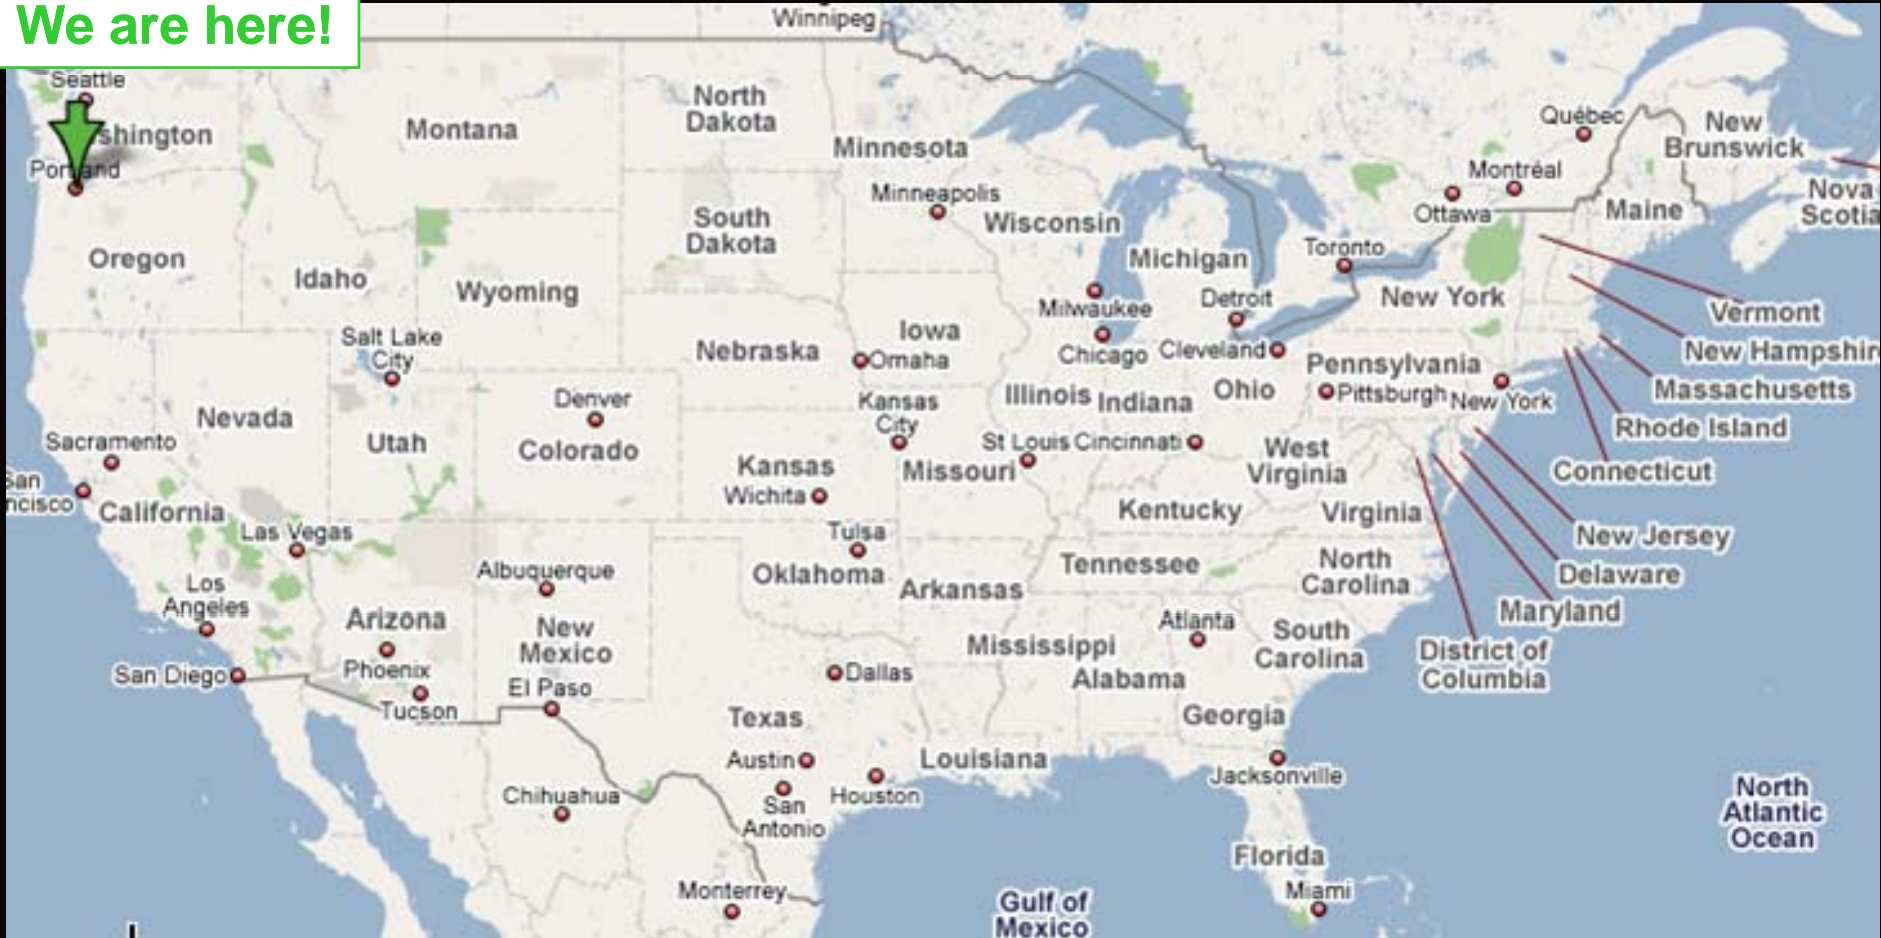 We are here!
Winnipeg
Seattle
shington
Portland
Oregon
Montana
Idaho
Wyoming
North
Dakota
South
Dakota
Minnesota
Minneapolis
Wisconsin
Michigan
Milwaukee
Chicago
Detroit
Cleveland
Toronto
Ottawa
Montréal
Québec
New
Brunswick
Nova
Scotia
Maine
New York
Vermont
New Hampshir
Massachusetts
Rhode Island
Connecticut
New Jersey
Delaware
Maryland
District of
Columbia
Salt Lake
City
Nevada
Utah
Denver
Colorado
Nebraska
Iowa
Omaha
Kansas
City
Kansas
Wichita
Missouri
St Louis
Illinois
Indiana
Ohio
Cincinnati
Pennsylvania
Pittsburgh
New York
West
Virginia
Virginia
Kentucky
Tennessee
North
Carolina
South
Carolina
Sacramento
San
ncisco
California
Las Vegas
Los
Angeles
San Diego
Arizona
Phoenix
Tucson
Albuquerque
New
Mexico
El Paso
Tulsa
Oklahoma
Arkansas
Mississippi
Alabama
Atlanta
Georgia
Dallas
Texas
Austin
San
Antonio
Houston
Louisiana
Jacksonville
Florida
Miami
Chihuahua
Monterrey
Gulf of
Mexico
North
Atlantic
Ocean